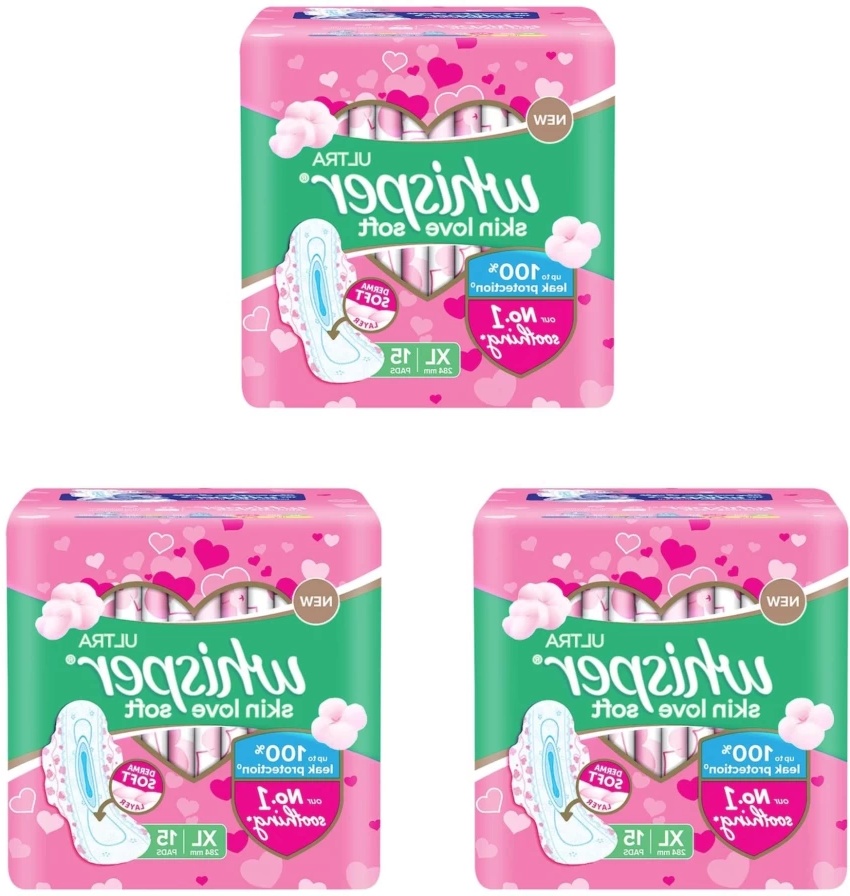 NEW
ULTRA
whisper®
skin love soft
up to 100%
leak protection°
our No.1
soothing*
DERMA
SOFT
LAYER
XL 15
284 mm PADS
NEW
ULTRA
whisper®
skin love soft
up to 100%
leak protection°
our No.1
soothing*
DERMA
SOFT
LAYER
XL 15
284 mm PADS
NEW
ULTRA
whisper®
skin love soft
up to 100%
leak protection°
our No.1
soothing*
DERMA
SOFT
LAYER
XL 15
284 mm PADS